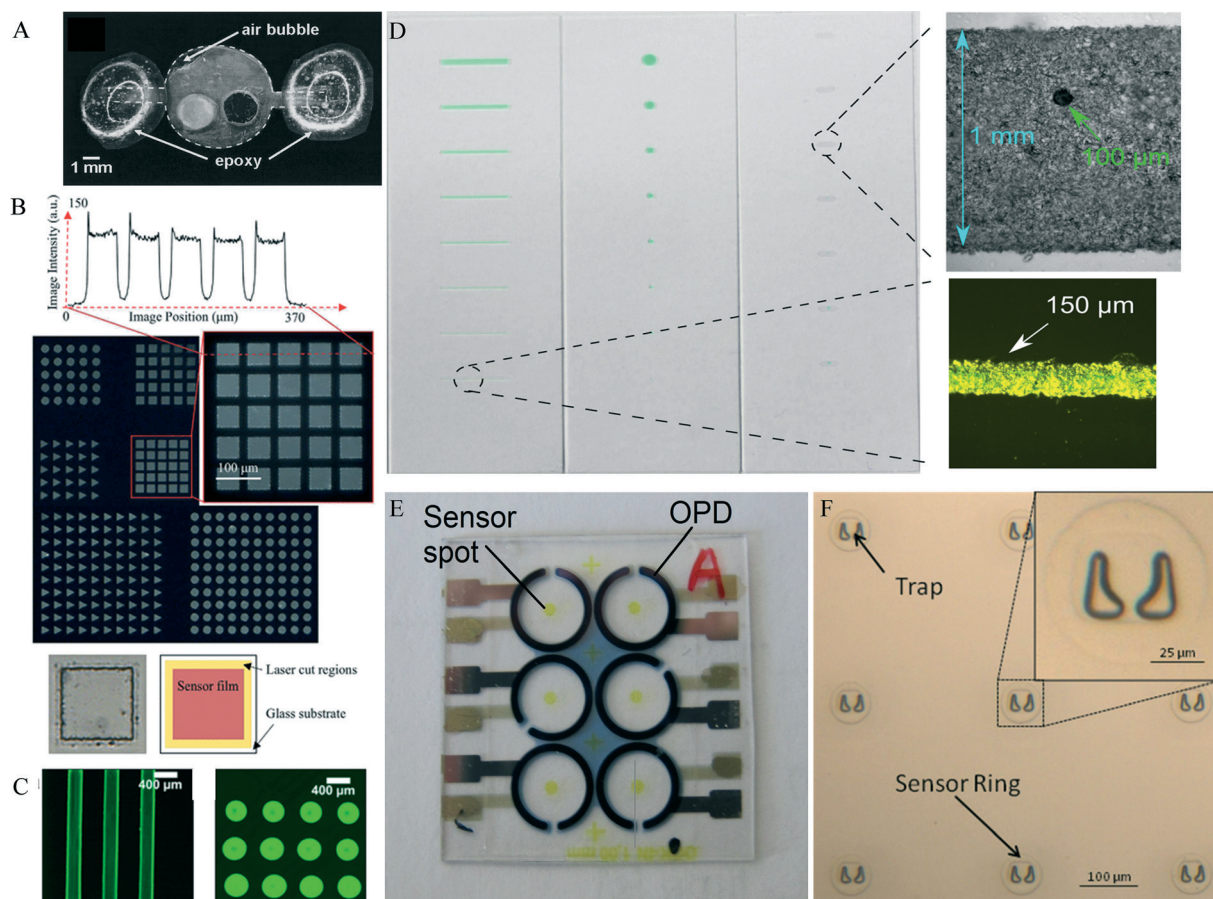 A
air bubble
epoxy
1 mm
B
150
Image Intensity (a.u.)
0
Image Position (µm)
370
100 µm
Sensor film
Laser cut regions
Glass substrate
C
400 µm
400 µm
D
1 mm
100 µm
150 µm
E
Sensor
spot
OPD
A
F
Trap
25 µm
Sensor Ring
100 µm